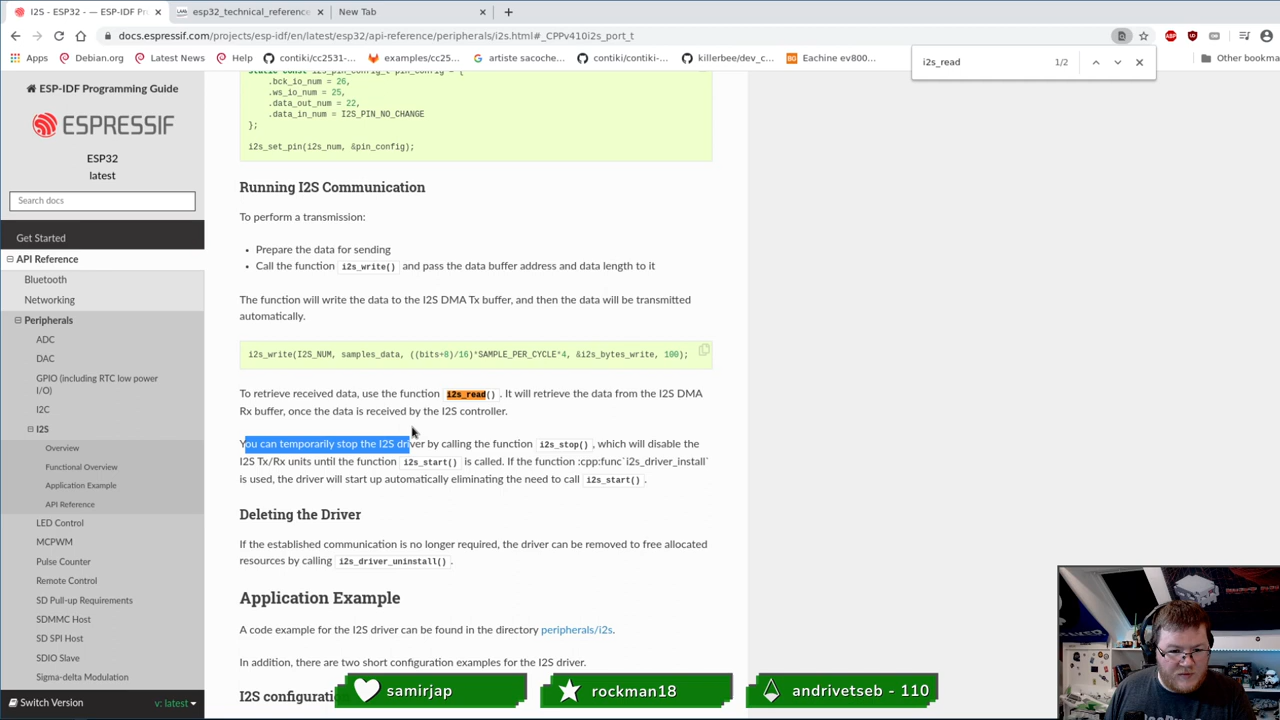 I2S - ESP32 - — ESP-IDF Pr
esp32_technical_reference
New Tab
docs.espressif.com/projects/esp-idf/en/latest/esp32/api-reference/peripherals/i2s.html#_CPPv410i2s_port_t
Apps
Debian.org
Latest News
Help
contiki/cc2531-...
examples/cc25...
artiste sacoche...
contiki/contiki-...
killerbee/dev_c...
Eachine ev800...
Other bookma
i2s_read
1/2
ESP-IDF Programming Guide
ESPRESSIF
ESP32
latest
Search docs
Get Started
API Reference
Bluetooth
Networking
Peripherals
ADC
DAC
GPIO (including RTC low power
I/O)
I2C
I2S
Overview
Functional Overview
Application Example
API Reference
LED Control
MCPWM
Pulse Counter
Remote Control
SD Pull-up Requirements
SDMMC Host
SD SPI Host
SDIO Slave
Sigma-delta Modulation
Switch Version
v: latest
static const i2s_pin_config_t pin_config = {
.bck_io_num = 26,
.ws_io_num = 25,
.data_out_num = 22,
.data_in_num = I2S_PIN_NO_CHANGE
};
i2s_set_pin(i2s_num, &pin_config);
Running I2S Communication
To perform a transmission:
• Prepare the data for sending
• Call the function i2s_write() and pass the data buffer address and data length to it
The function will write the data to the I2S DMA Tx buffer, and then the data will be transmitted
automatically.
i2s_write(I2S_NUM, samples_data, ((bits+8)/16)*SAMPLE_PER_CYCLE*4, &i2s_bytes_write, 100);
To retrieve received data, use the function i2s_read(). It will retrieve the data from the I2S DMA
Rx buffer, once the data is received by the I2S controller.
You can temporarily stop the I2S driver by calling the function i2s_stop(), which will disable the
I2S Tx/Rx units until the function i2s_start() is called. If the function :cpp:func`i2s_driver_install`
is used, the driver will start up automatically eliminating the need to call i2s_start().
Deleting the Driver
If the established communication is no longer required, the driver can be removed to free allocated
resources by calling i2s_driver_uninstall().
Application Example
A code example for the I2S driver can be found in the directory peripherals/i2s.
In addition, there are two short configuration examples for the I2S driver.
I2S configuratio
samirjap
rockman18
andrivetseb - 110